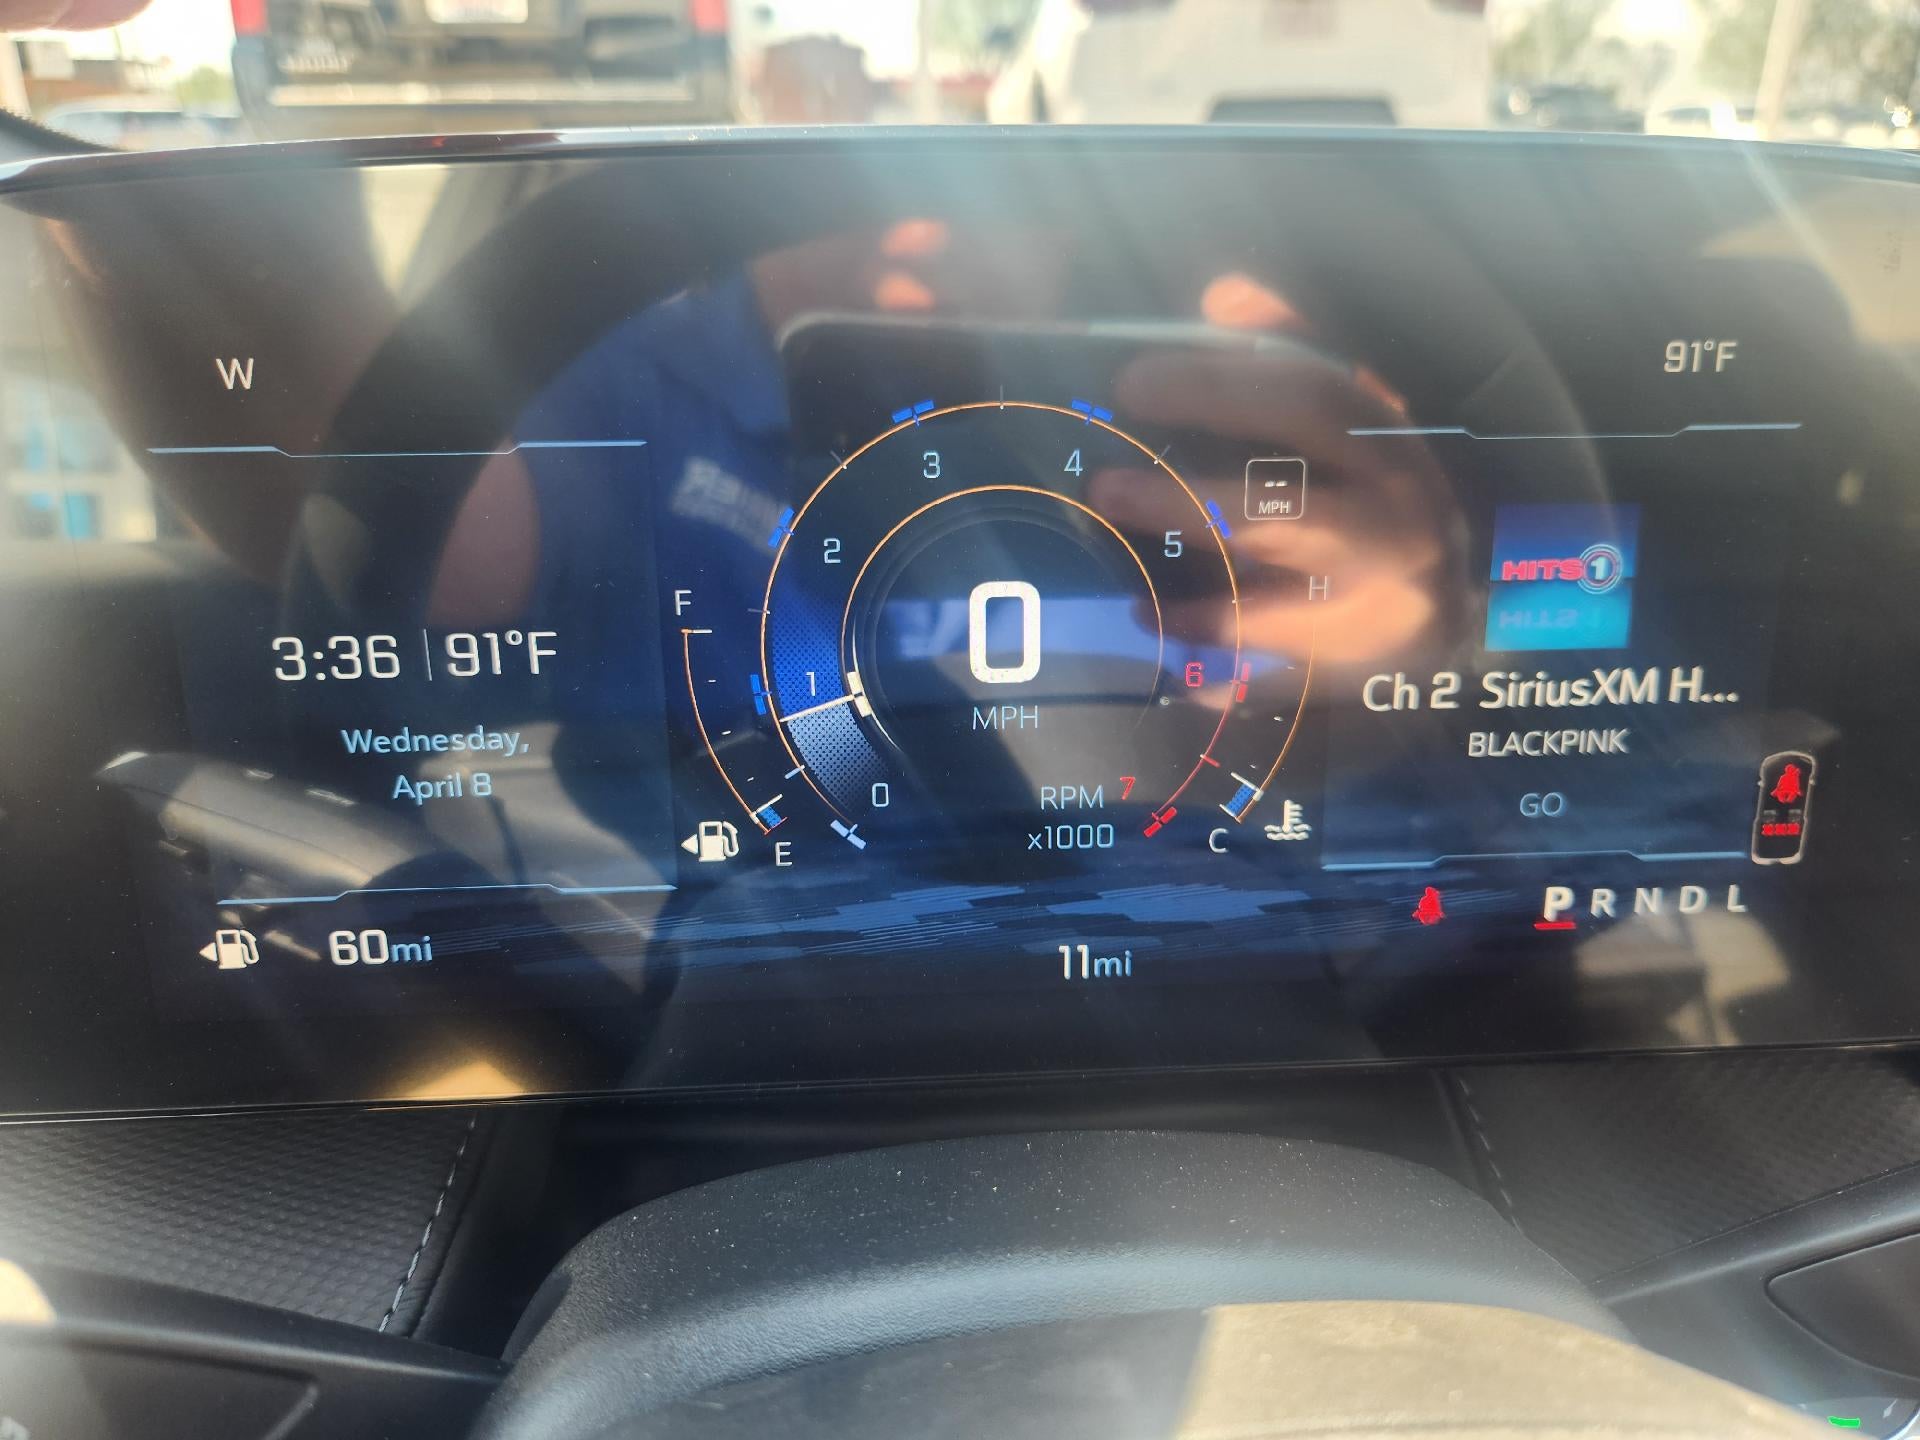 W
91°F
3:36 | 91°F
Wednesday,
April 8
F
E
0
1
2
3
4
5
6
7
0
MPH
RPM
x1000
--
MPH
H
C
HITS 1
Ch 2 SiriusXM H...
BLACKPINK
GO
P R N D L
60mi
11mi